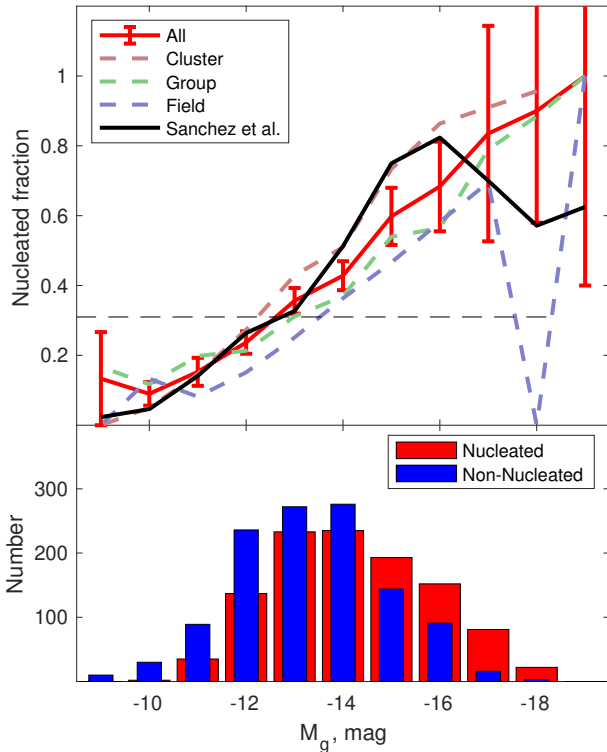 All
Cluster
Group
Field
Sanchez et al.
Nucleated fraction
1
0.8
0.6
0.4
0.2
Nucleated
Non-Nucleated
Number
300
200
100
-10
-12
-14
-16
-18
M_g, mag